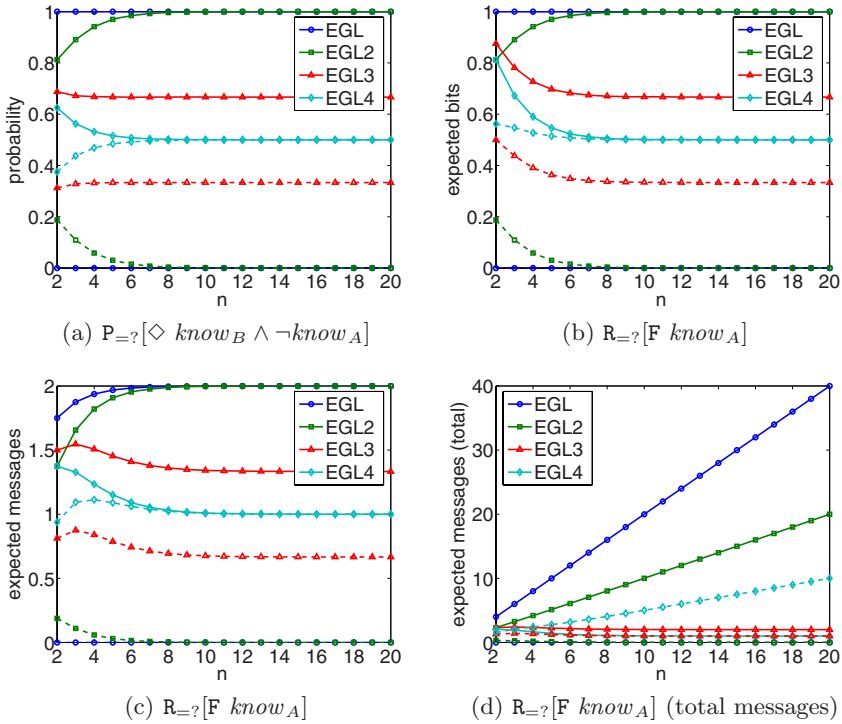 1
0.8
0.6
0.4
0.2
0
probability
2 4 6 8 10 12 14 16 18 20
n
EGL
EGL2
EGL3
EGL4
(a) P=?[◇ know_B ∧ ¬know_A]
1
0.8
0.6
0.4
0.2
0
expected bits
2 4 6 8 10 12 14 16 18 20
n
EGL
EGL2
EGL3
EGL4
(b) R=?[F know_A]
2
1.5
1
0.5
0
expected messages
2 4 6 8 10 12 14 16 18 20
n
EGL
EGL2
EGL3
EGL4
(c) R=?[F know_A]
40
30
20
10
0
expected messages (total)
2 4 6 8 10 12 14 16 18 20
n
EGL
EGL2
EGL3
EGL4
(d) R=?[F know_A] (total messages)